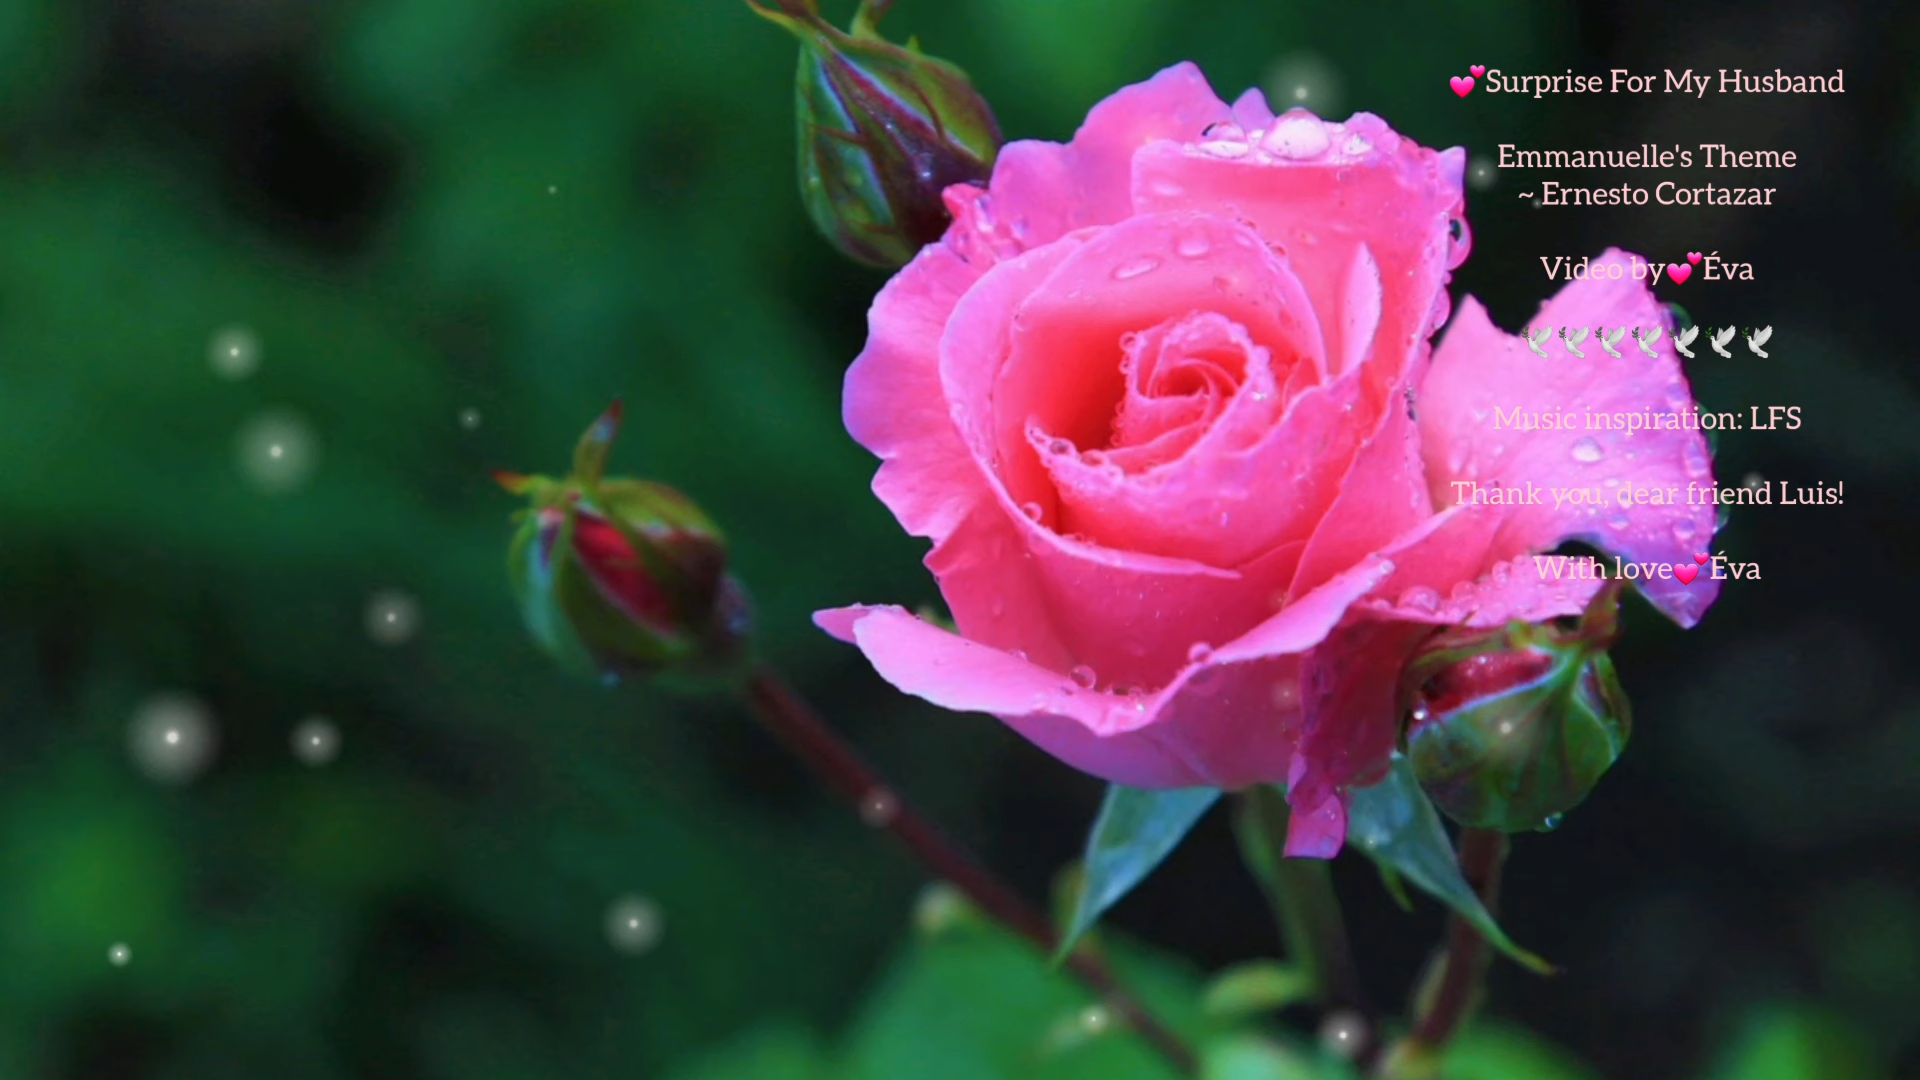 💕Surprise For My Husband
Emmanuelle's Theme
~ Ernesto Cortazar
Video by💕Éva
🕊🕊🕊🕊🕊🕊🕊
Music inspiration: LFS
Thank you, dear friend Luis!
With love💕Éva